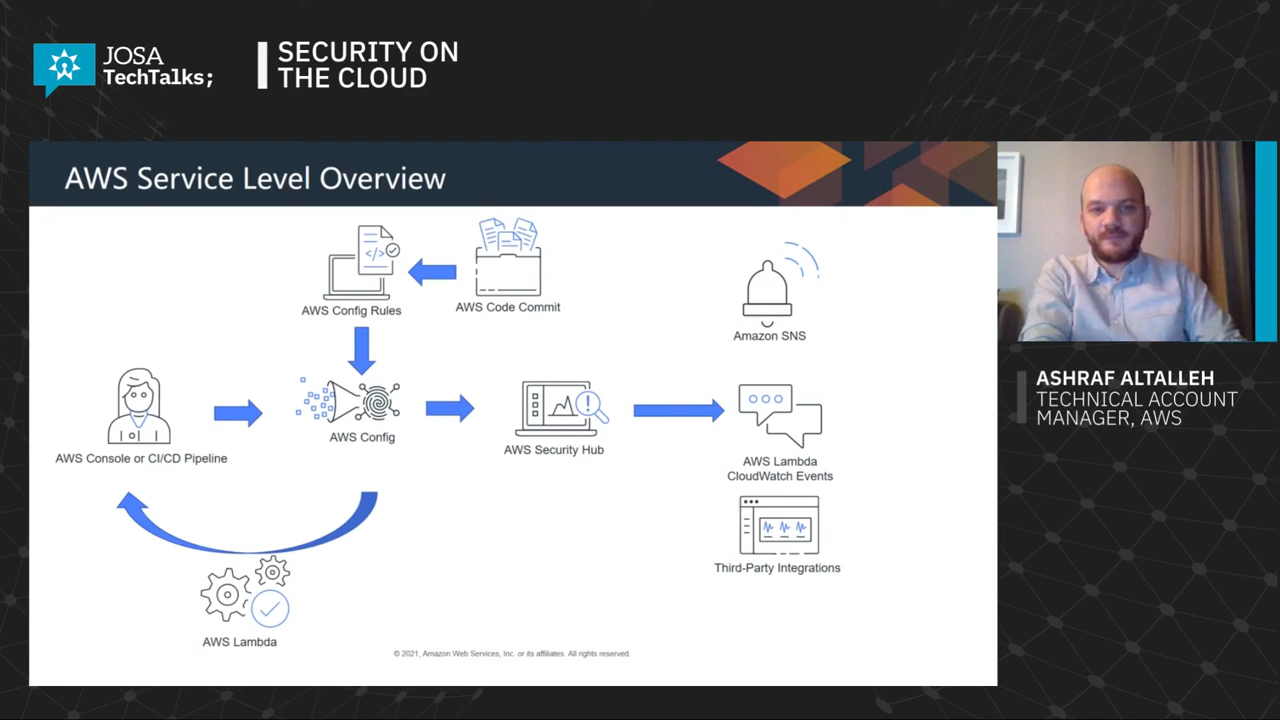 JOSA
TechTalks;
SECURITY ON
THE CLOUD
AWS Service Level Overview
AWS Config Rules
AWS Code Commit
Amazon SNS
AWS Console or CI/CD Pipeline
AWS Config
AWS Security Hub
AWS Lambda
CloudWatch Events
Third-Party Integrations
AWS Lambda
© 2021, Amazon Web Services, Inc. or its affiliates. All rights reserved.
ASHRAF ALTALLEH
TECHNICAL ACCOUNT
MANAGER, AWS